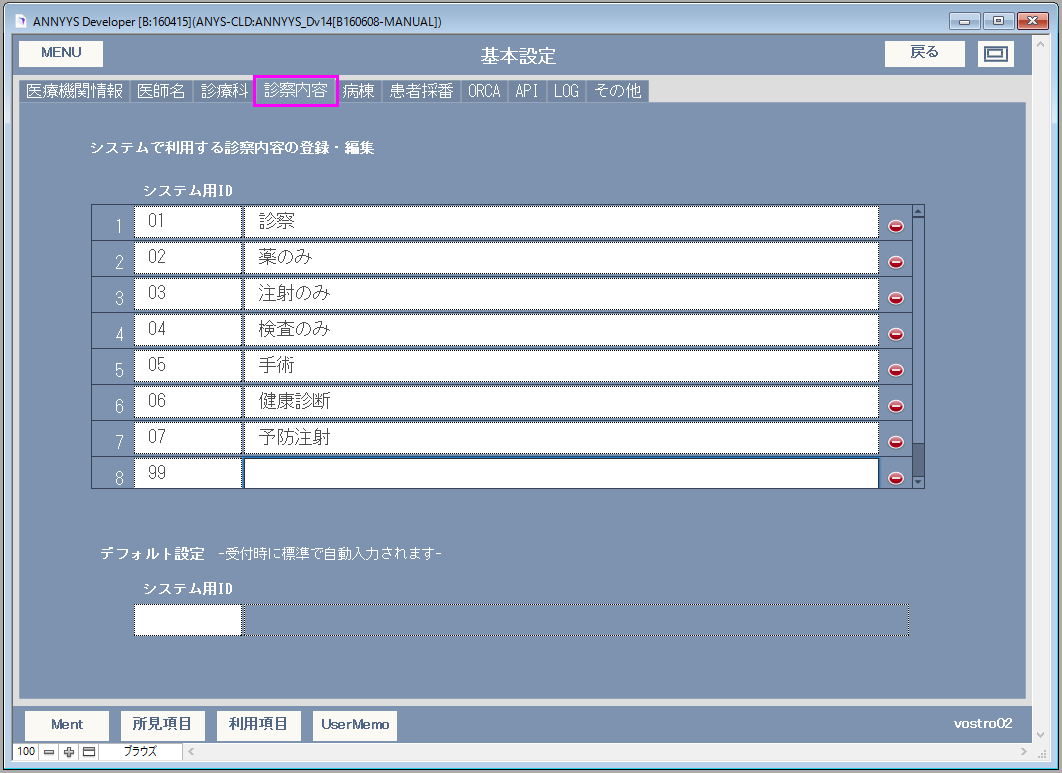 ANNYYS Developer [B:160415](ANYS-CLD:ANNYYS_Dv14[B160608-MANUAL])
MENU 基本設定 戻る
医療機関情報 医師名 診療科 診察内容 病棟 患者採番 ORCA API LOG その他
システムで利用する診察内容の登録・編集
システム用ID
1 01 診察
2 02 薬のみ
3 03 注射のみ
4 04 検査のみ
5 05 手術
6 06 健康診断
7 07 予防注射
8 99
デフォルト設定 -受付時に標準で自動入力されます-
システム用ID
Ment 所見項目 利用項目 UserMemo vostro02
100 ブラウズ